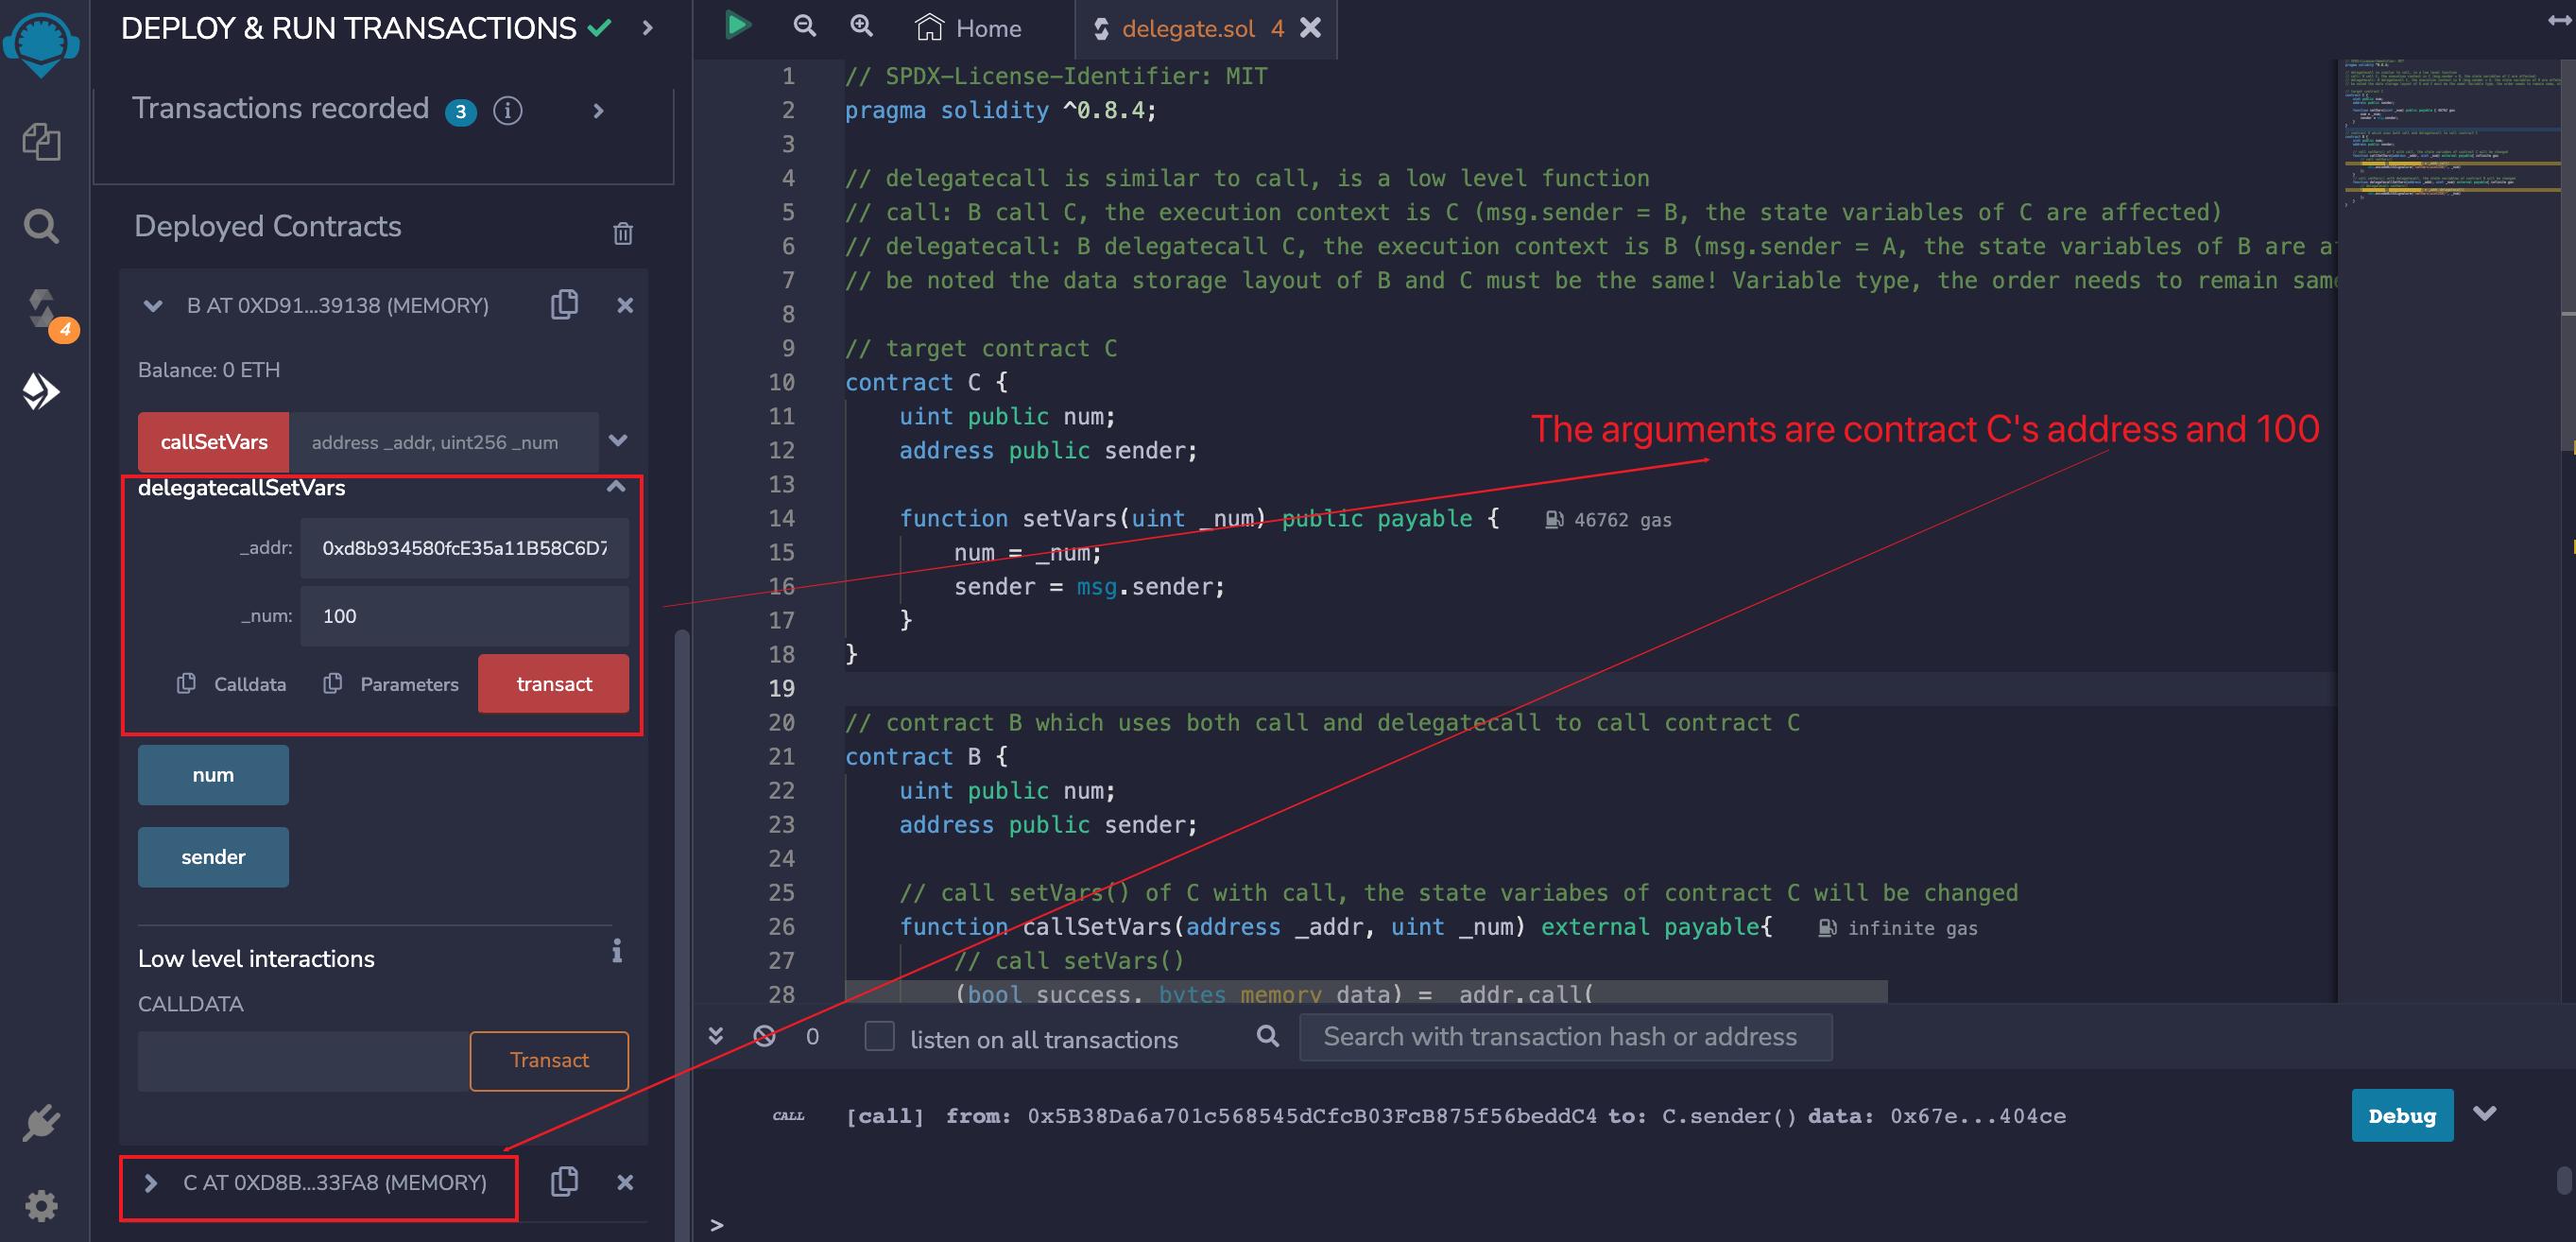 DEPLOY & RUN TRANSACTIONS
Transactions recorded 3
Deployed Contracts
B AT 0XD91...39138 (MEMORY)
Balance: 0 ETH
callSetVars address _addr, uint256 _num
delegatecallSetVars
_addr: 0xd8b934580fcE35a11B58C6D7
_num: 100
Calldata Parameters transact
num
sender
Low level interactions
CALLDATA
Transact
C AT 0XD8B...33FA8 (MEMORY)
4
Home delegate.sol 4
1 // SPDX-License-Identifier: MIT
2 pragma solidity ^0.8.4;
3
4 // delegatecall is similar to call, is a low level function
5 // call: B call C, the execution context is C (msg.sender = B, the state variables of C are affected)
6 // delegatecall: B delegatecall C, the execution context is B (msg.sender = A, the state variables of B are a
7 // be noted the data storage layout of B and C must be the same! Variable type, the order needs to remain same
8
9 // target contract C
10 contract C {
11 uint public num;
12 address public sender;
13
14 function setVars(uint _num) public payable { 46762 gas
15 num = _num;
16 sender = msg.sender;
17 }
18 }
19
20 // contract B which uses both call and delegatecall to call contract C
21 contract B {
22 uint public num;
23 address public sender;
24
25 // call setVars() of C with call, the state variabes of contract C will be changed
26 function callSetVars(address _addr, uint _num) external payable{ infinite gas
27 // call setVars()
28 (bool success, bytes memory data) = _addr.call(
The arguments are contract C's address and 100
0 listen on all transactions Search with transaction hash or address
CALL [call] from: 0x5B38Da6a701c568545dCfcB03FcB875f56beddC4 to: C.sender() data: 0x67e...404ce Debug
>